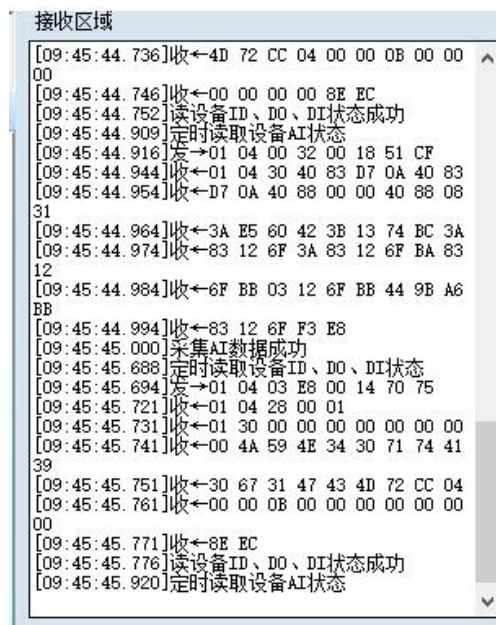 接收区域
[09:45:44.736]收←4D 72 CC 04 00 00 0B 00 00
00
[09:45:44.746]收←00 00 00 00 8E EC
[09:45:44.752]读设备ID、DO、DI状态成功
[09:45:44.909]定时读取设备AI状态
[09:45:44.916]发→01 04 00 32 00 18 51 CF
[09:45:44.944]收←01 04 30 40 83 D7 0A 40 83
[09:45:44.954]收←D7 0A 40 88 00 00 40 88 08
31
[09:45:44.964]收←3A E5 60 42 3B 13 74 BC 3A
[09:45:44.974]收←83 12 6F 3A 83 12 6F BA 83
12
[09:45:44.984]收←6F BB 03 12 6F BB 44 9B A6
BB
[09:45:44.994]收←83 12 6F F3 E8
[09:45:45.000]采集AI数据成功
[09:45:45.688]定时读取设备ID、DO、DI状态
[09:45:45.694]发→01 04 03 E8 00 14 70 75
[09:45:45.721]收←01 04 28 00 01
[09:45:45.731]收←01 30 00 00 00 00 00 00 00
[09:45:45.741]收←00 4A 59 4E 34 30 71 74 41
39
[09:45:45.751]收←30 67 31 47 43 4D 72 CC 04
[09:45:45.761]收←00 00 0B 00 00 00 00 00 00
00
[09:45:45.771]收←8E EC
[09:45:45.776]读设备ID、DO、DI状态成功
[09:45:45.920]定时读取设备AI状态